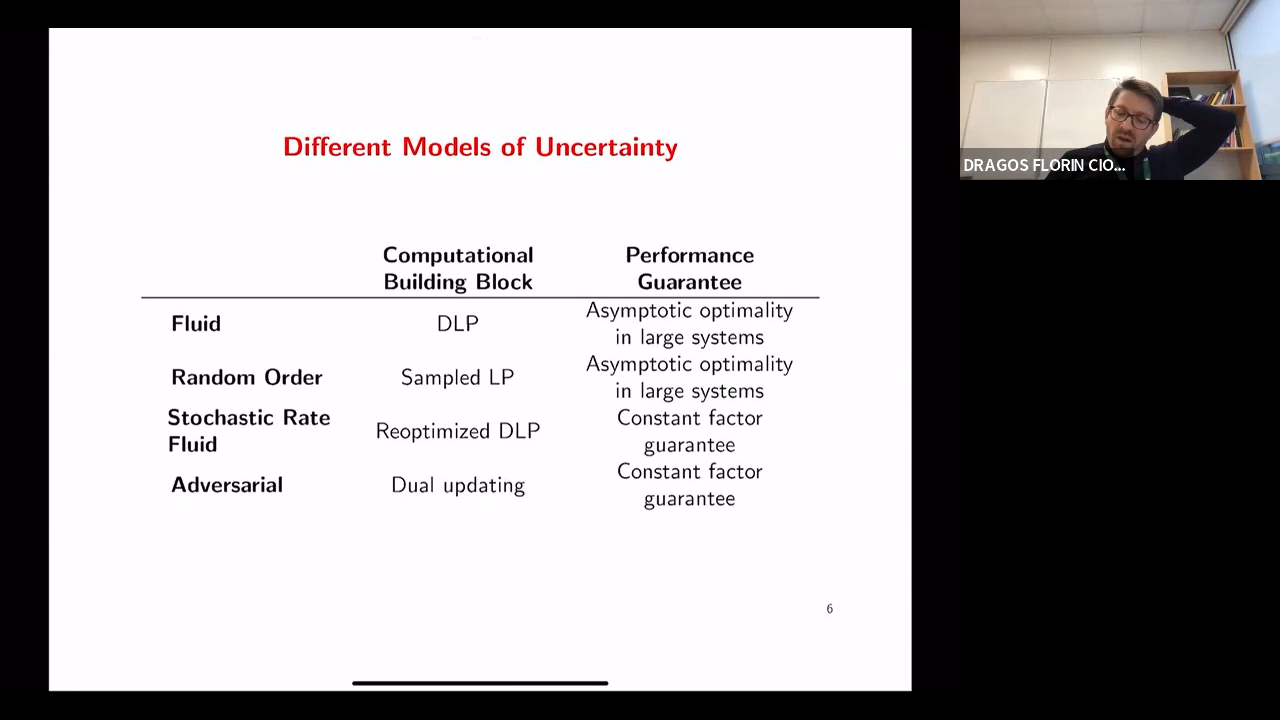 Different Models of Uncertainty
Computational Building Block
Performance Guarantee
Fluid
DLP
Asymptotic optimality in large systems
Random Order
Sampled LP
Asymptotic optimality in large systems
Stochastic Rate Fluid
Reoptimized DLP
Constant factor guarantee
Adversarial
Dual updating
Constant factor guarantee
6
DRAGOS FLORIN CIO...